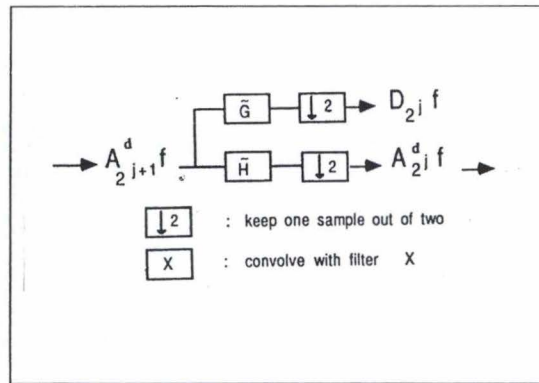 G̃ ↓2 D_{2^j} f
A^d_{2^{j+1}} f H̃ ↓2 A^d_{2^j} f
↓2 : keep one sample out of two
X : convolve with filter X